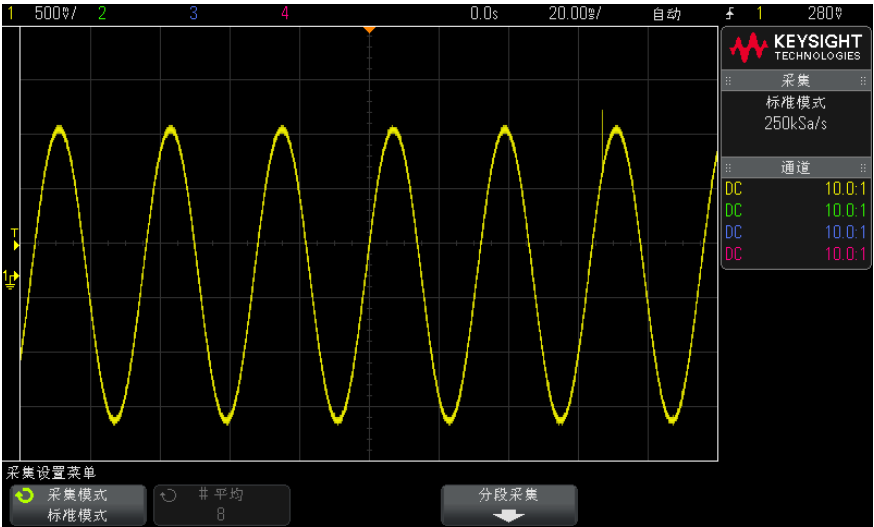 1 500mV/ 2 3 4 0.0s 20.00ms/ 自动 1 280mV
KEYSIGHT
TECHNOLOGIES
采集
标准模式
250kSa/s
通道
DC 10.0:1
DC 10.0:1
DC 10.0:1
DC 10.0:1
T
1
采集设置菜单
采集模式
标准模式
# 平均
8
分段采集